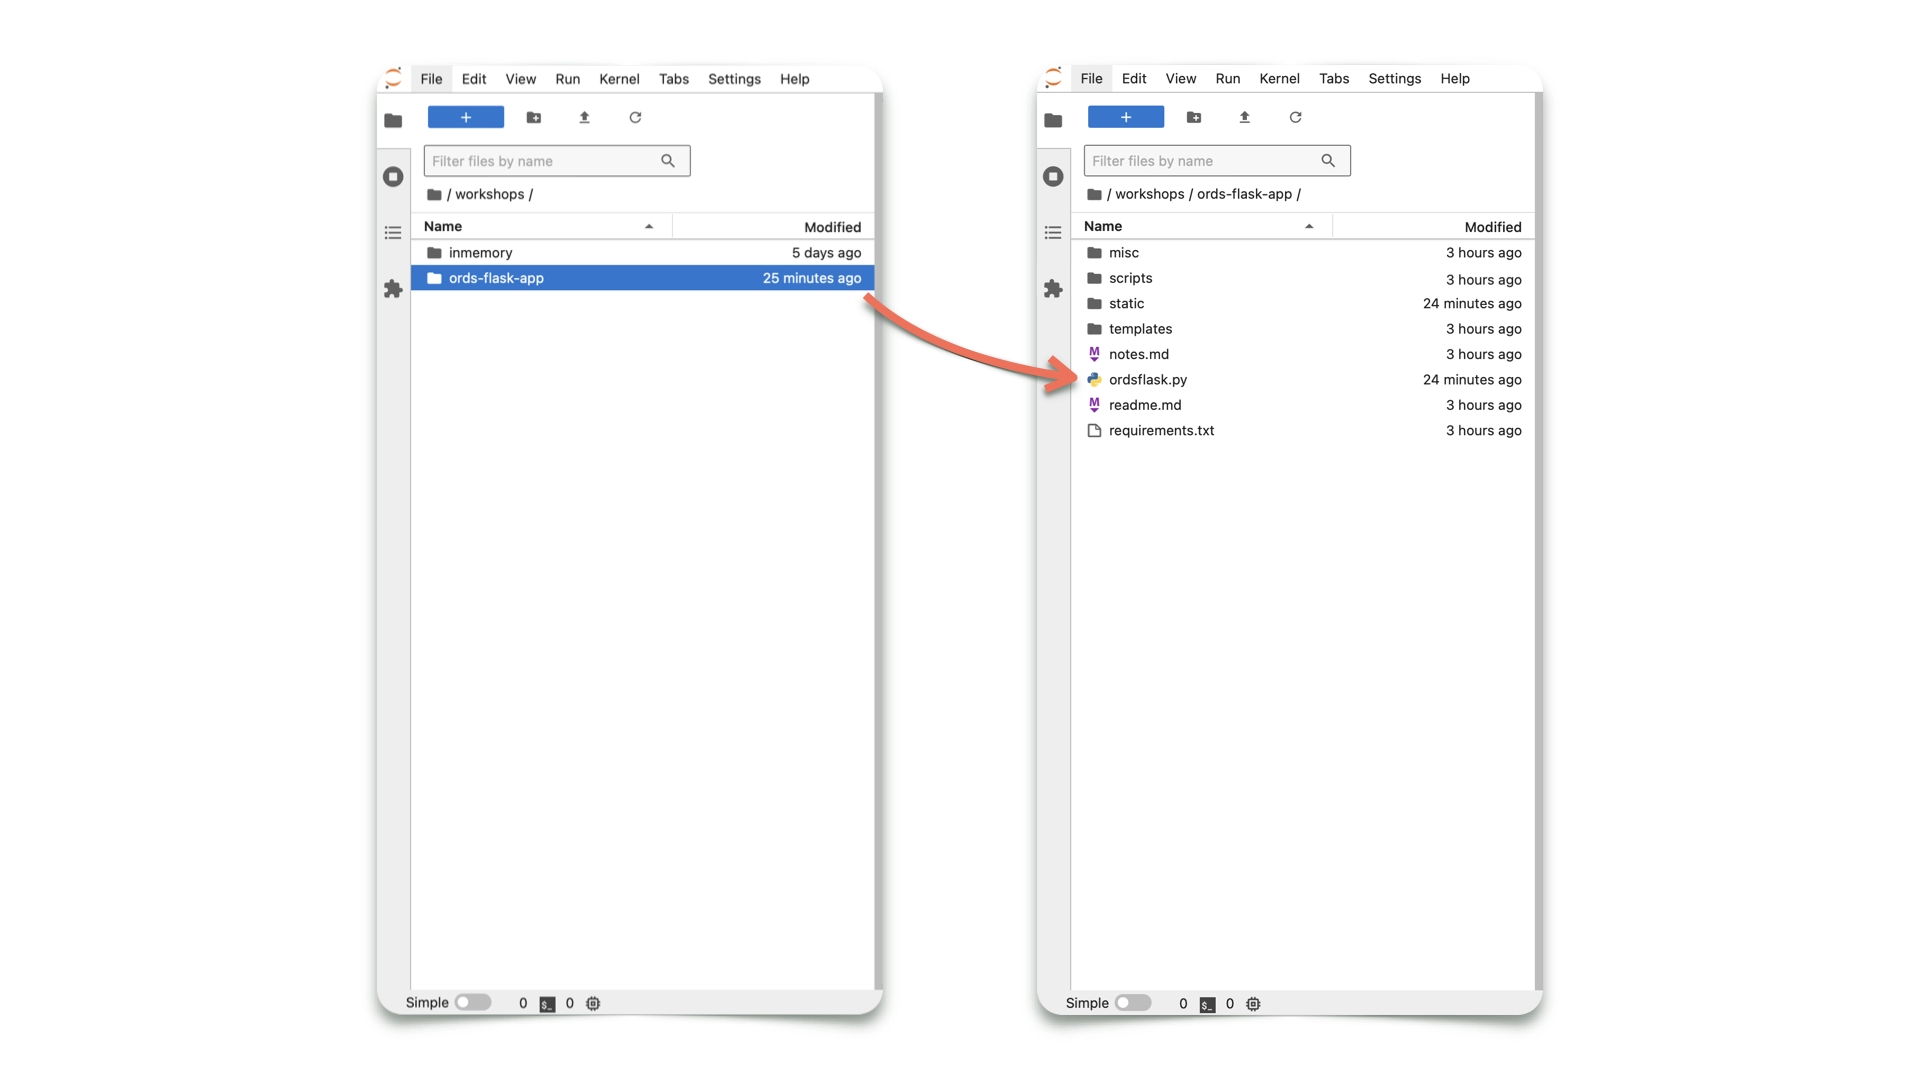 File Edit View Run Kernel Tabs Settings Help
+
Filter files by name
/ workshops /
Name Modified
inmemory 5 days ago
ords-flask-app 25 minutes ago
Simple 0 $_ 0
File Edit View Run Kernel Tabs Settings Help
+
Filter files by name
/ workshops / ords-flask-app /
Name Modified
misc 3 hours ago
scripts 3 hours ago
static 24 minutes ago
templates 3 hours ago
M notes.md 3 hours ago
ordsflask.py 24 minutes ago
M readme.md 3 hours ago
requirements.txt 3 hours ago
Simple 0 $_ 0